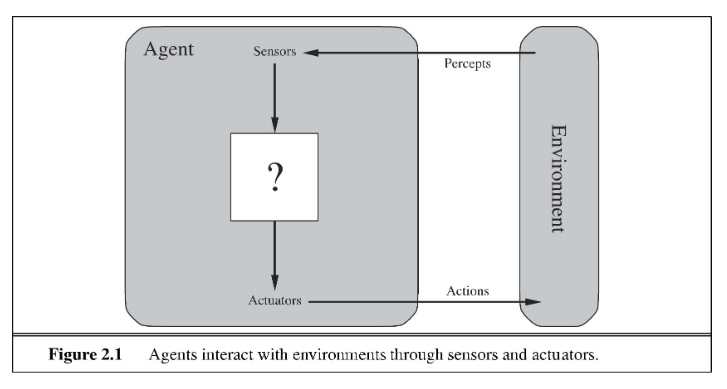 Agent
Sensors
Percepts
?
Environment
Actuators
Actions
Figure 2.1 Agents interact with environments through sensors and actuators.